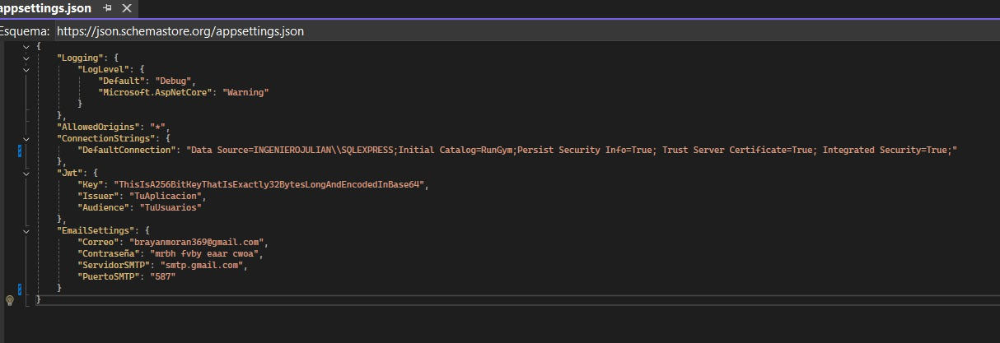 appsettings.json
Esquema: https://json.schemastore.org/appsettings.json
{
"Logging": {
"LogLevel": {
"Default": "Debug",
"Microsoft.AspNetCore": "Warning"
}
},
"AllowedOrigins": "*",
"ConnectionStrings": {
"DefaultConnection": "Data Source=INGENIEROJULIAN\\SQLEXPRESS;Initial Catalog=RunGym;Persist Security Info=True; Trust Server Certificate=True; Integrated Security=True;"
},
"Jwt": {
"Key": "ThisIsA256BitKeyThatIsExactly32BytesLongAndEncodedInBase64",
"Issuer": "TuAplicacion",
"Audience": "TuUsuarios"
},
"EmailSettings": {
"Correo": "brayanmoran369@gmail.com",
"Contraseña": "mrbh fvby eaar cwoa",
"ServidorSMTP": "smtp.gmail.com",
"PuertoSMTP": "587"
}
}